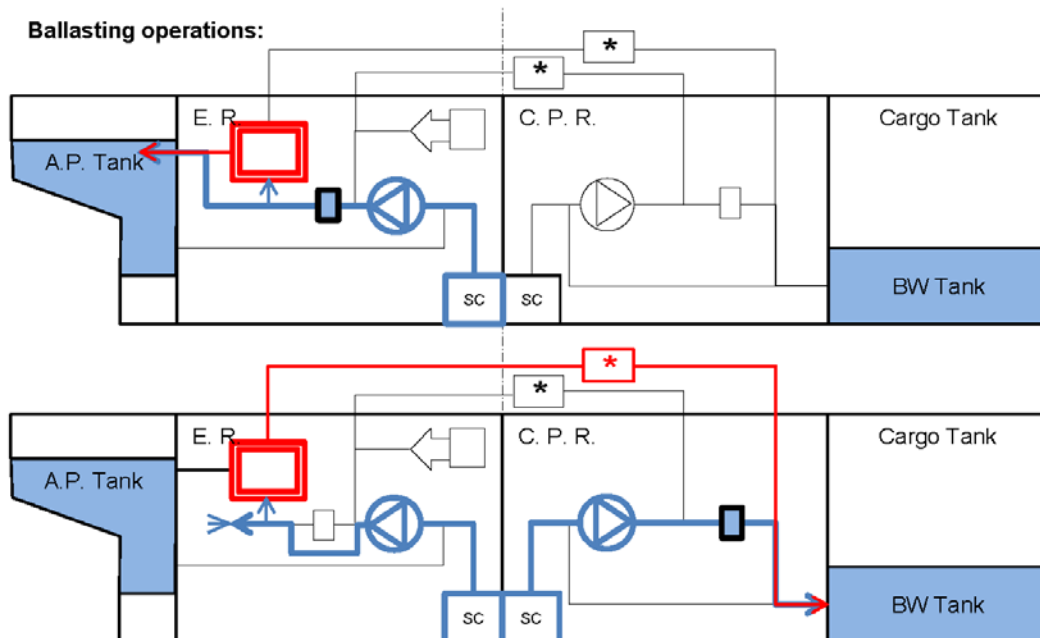 Ballasting operations:
*
*
E. R.
C. P. R.
Cargo Tank
A.P. Tank
BW Tank
sc
sc
*
*
E. R.
C. P. R.
Cargo Tank
A.P. Tank
BW Tank
sc
sc